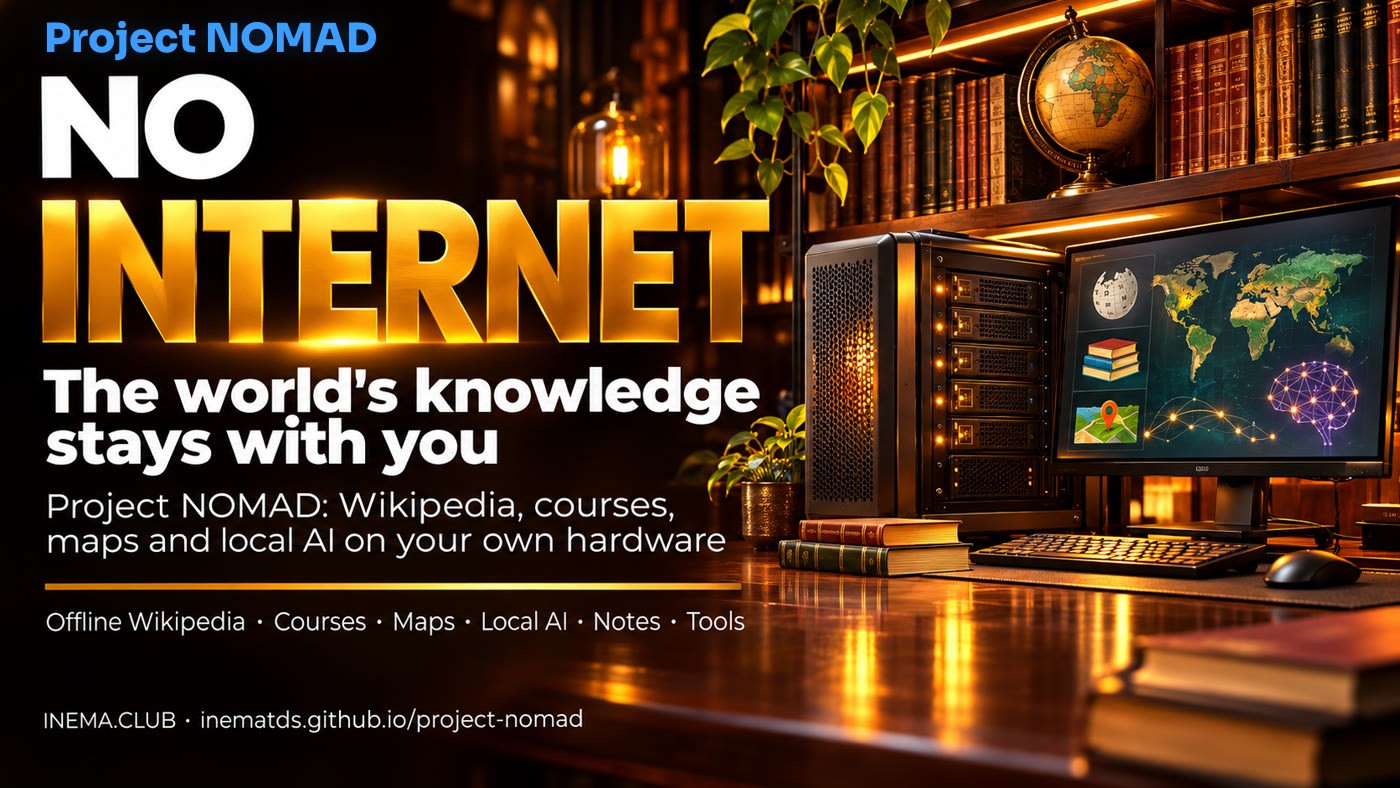 Project NOMAD
NO
INTERNET
The world's knowledge
stays with you
Project NOMAD: Wikipedia, courses,
maps and local AI on your own hardware
Offline Wikipedia • Courses • Maps • Local AI • Notes • Tools
INEMA.CLUB • inematds.github.io/project-nomad